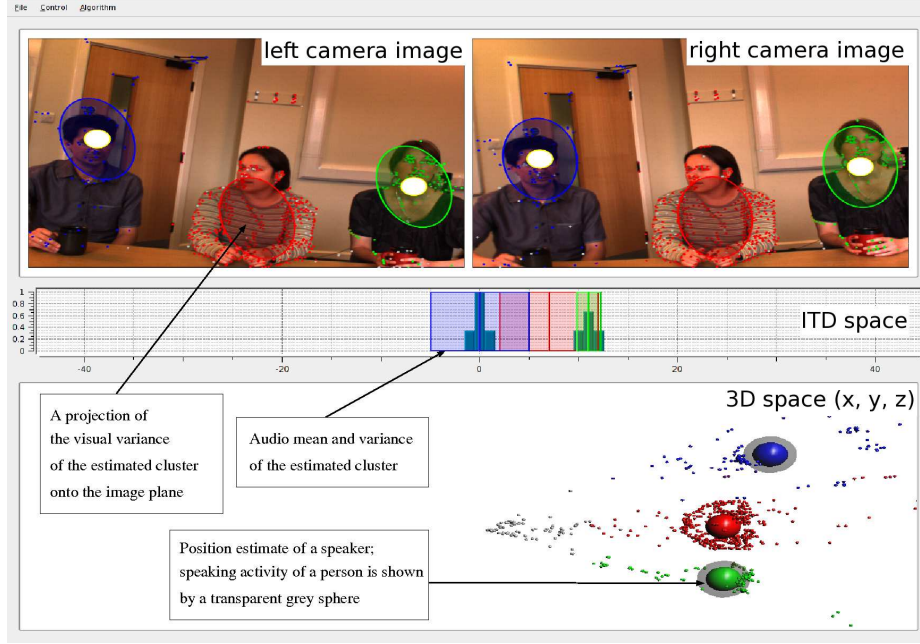 File Control Algorithm
left camera image
right camera image
1
0.8
0.6
0.4
0.2
0
ITD space
-40 -20 0 20 40
A projection of
the visual variance
of the estimated cluster
onto the image plane
Audio mean and variance
of the estimated cluster
3D space (x, y, z)
Position estimate of a speaker;
speaking activity of a person is shown
by a transparent grey sphere